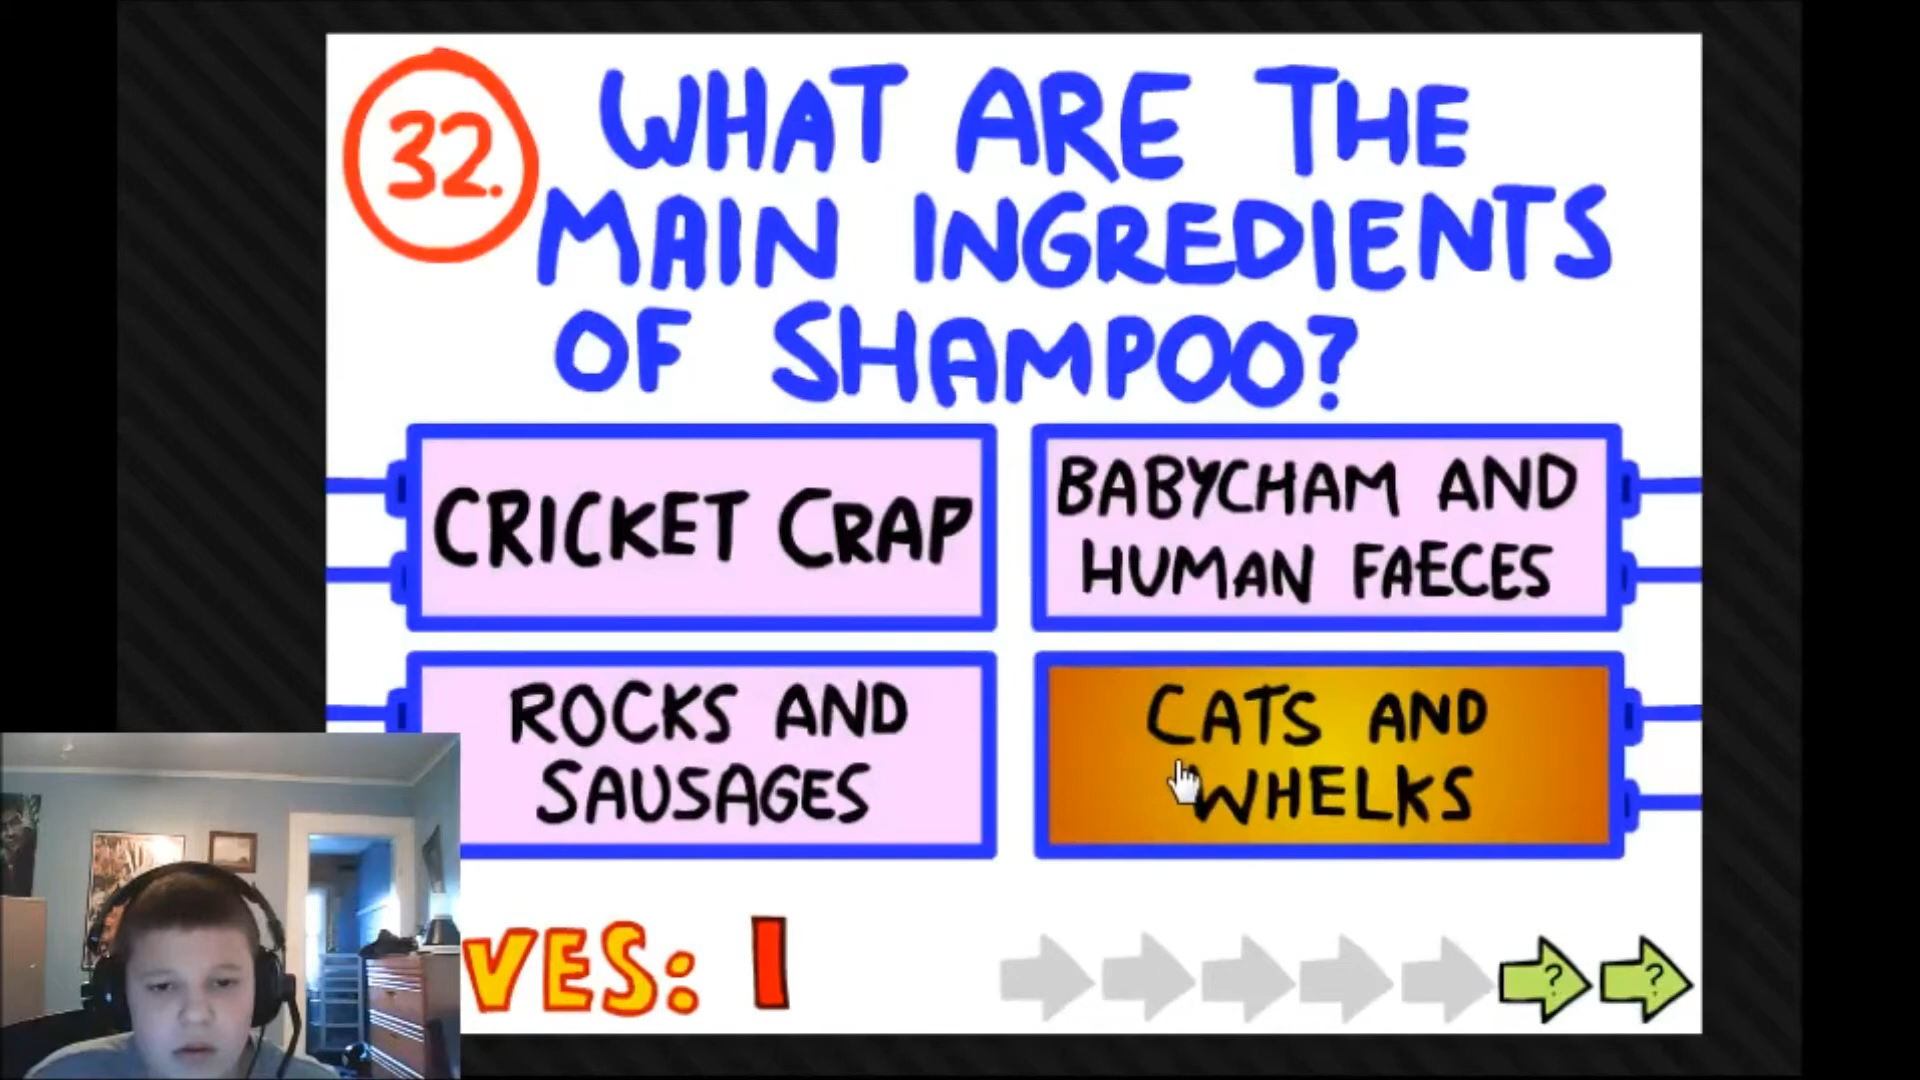 32.
WHAT ARE THE
MAIN INGREDIENTS
OF SHAMPOO?
CRICKET CRAP
BABYCHAM AND
HUMAN FAECES
ROCKS AND
SAUSAGES
CATS AND
WHELKS
VES: 1
? ?